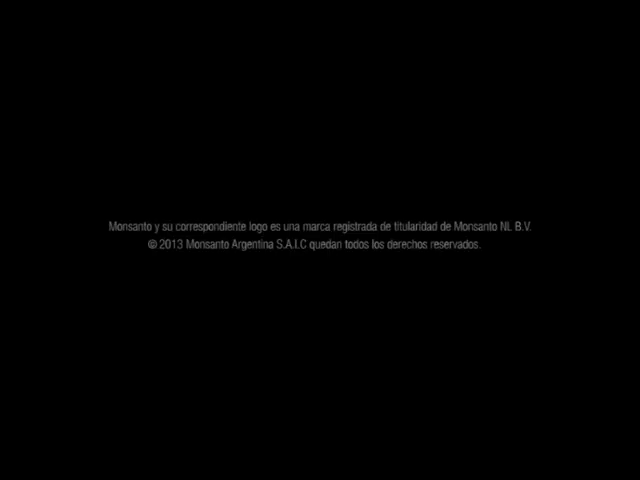 Monsanto y su correspondiente logo es una marca registrada de titularidad de Monsanto NL B.V.
© 2013 Monsanto Argentina S.A.I.C quedan todos los derechos reservados.